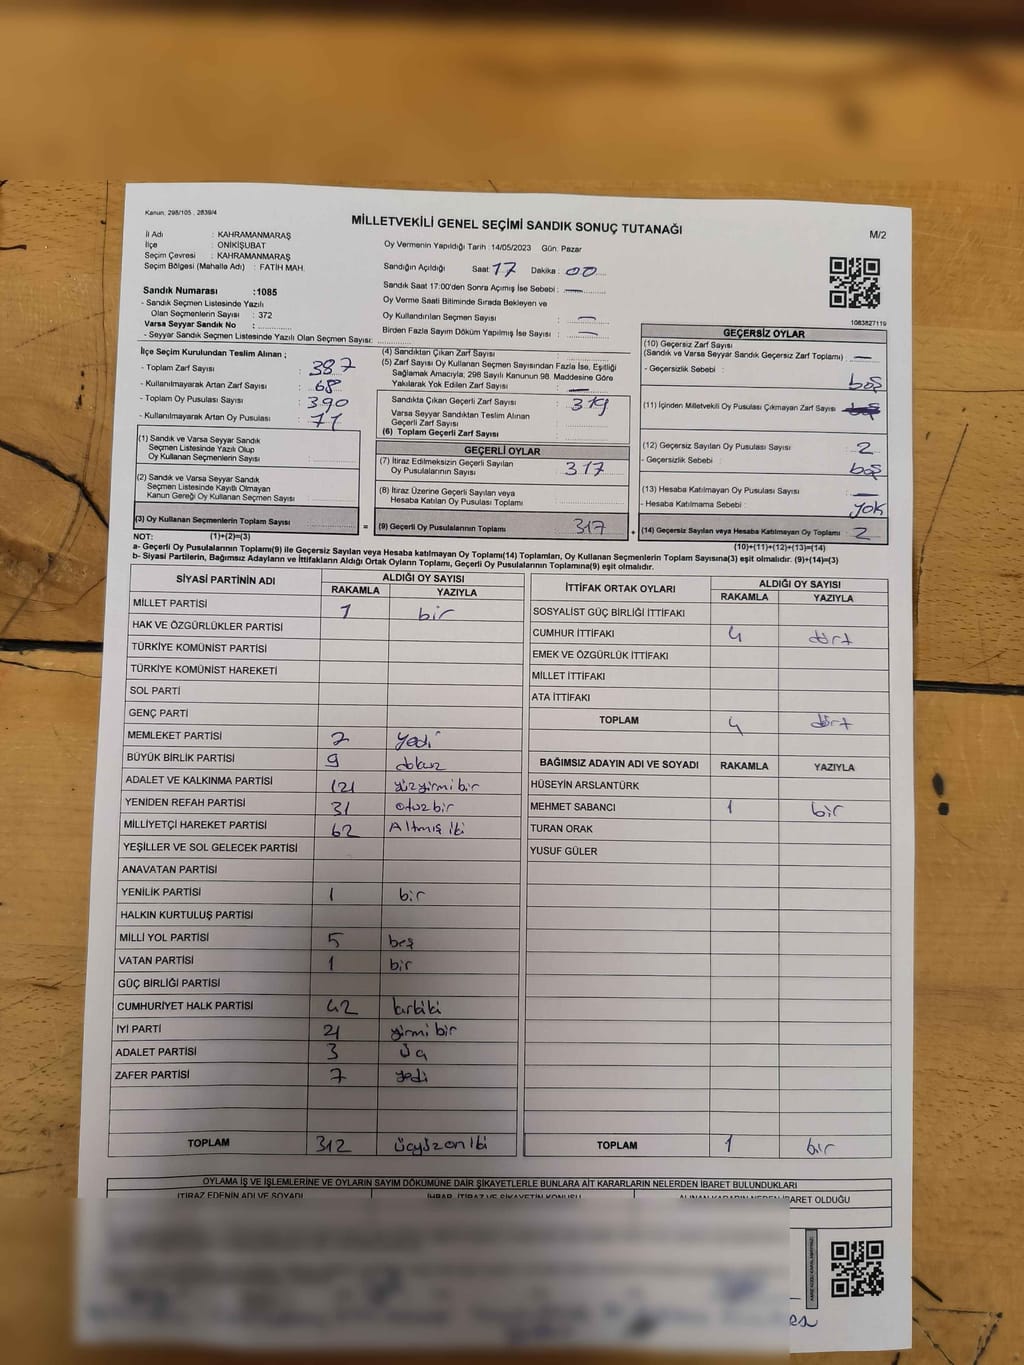 Kanun: 298/105 , 2839/4
MİLLETVEKİLİ GENEL SEÇİMİ SANDIK SONUÇ TUTANAĞI
M/2
İl Adı : KAHRAMANMARAŞ
İlçe : ONİKİŞUBAT
Seçim Çevresi : KAHRAMANMARAŞ
Seçim Bölgesi (Mahalle Adı) : FATİH MAH.
Sandık Numarası :1085
- Sandık Seçmen Listesinde Yazılı
Olan Seçmenlerin Sayısı : 372
Varsa Seyyar Sandık No :
- Seyyar Sandık Seçmen Listesinde Yazılı Olan Seçmen Sayısı:
Oy Vermenin Yapıldığı Tarih : 14/05/2023 Gün: Pazar
Sandığın Açıldığı Saat: 17 Dakika : 00
Sandık Saat 17:00'den Sonra Açımış İse Sebebi : —
Oy Verme Saati Bitiminde Sırada Bekleyen ve
Oy Kullandırılan Seçmen Sayısı : —
Birden Fazla Sayım Döküm Yapılmış İse Sayısı : —
1083827119
İlçe Seçim Kurulundan Teslim Alınan ;
- Toplam Zarf Sayısı : 387
- Kullanılmayarak Artan Zarf Sayısı : 68
- Toplam Oy Pusulası Sayısı : 390
- Kullanılmayarak Artan Oy Pusulası : 71
(1) Sandık ve Varsa Seyyar Sandık
Seçmen Listesinde Yazılı Olup
Oy Kullanan Seçmenlerin Sayısı :
(2) Sandık ve Varsa Seyyar Sandık
Seçmen Listesinde Kayıtlı Olmayan
Kanun Gereği Oy Kullanan Seçmen Sayısı :
(3) Oy Kullanan Seçmenlerin Toplam Sayısı :
(4) Sandıktan Çıkan Zarf Sayısı :
(5) Zarf Sayısı Oy Kullanan Seçmen Sayısından Fazla İse, Eşitliği
Sağlamak Amacıyla; 298 Sayılı Kanunun 98. Maddesine Göre
Yakılarak Yok Edilen Zarf Sayısı : —
Sandıkta Çıkan Geçerli Zarf Sayısı : 319
Varsa Seyyar Sandıktan Teslim Alınan
Geçerli Zarf Sayısı :
(6) Toplam Geçerli Zarf Sayısı :
GEÇERLİ OYLAR
(7) İtiraz Edilmeksizin Geçerli Sayılan
Oy Pusulalarının Sayısı : 317
(8) İtiraz Üzerine Geçerli Sayılan veya
Hesaba Katılan Oy Pusulası Toplamı :
= (9) Geçerli Oy Pusulalarının Toplamı : 317
GEÇERSİZ OYLAR
(10) Geçersiz Zarf Sayısı
(Sandık ve Varsa Seyyar Sandık Geçersiz Zarf Toplamı) : —
- Geçersizlik Sebebi :
boş
(11) İçinden Milletvekili Oy Pusulası Çıkmayan Zarf Sayısı :
(12) Geçersiz Sayılan Oy Pusulası Sayısı : 2
- Geçersizlik Sebebi :
boş
(13) Hesaba Katılmayan Oy Pusulası Sayısı : —
- Hesaba Katılmama Sebebi : yok
+ (14) Geçersiz Sayılan veya Hesaba Katılmayan Oy Toplamı : 2
NOT: (1)+(2)=(3)
(10)+(11)+(12)+(13)=(14)
a- Geçerli Oy Pusulalarının Toplamı(9) ile Geçersiz Sayılan veya Hesaba katılmayan Oy Toplamı(14) Toplamları, Oy Kullanan Seçmenlerin Toplam Sayısına(3) eşit olmalıdır. (9)+(14)=(3)
b- Siyasi Partilerin, Bağımsız Adayların ve İttifakların Aldığı Ortak Oyların Toplamı, Geçerli Oy Pusulalarının Toplamına(9) eşit olmalıdır.
SİYASİ PARTİNİN ADI ALDIĞI OY SAYISI
RAKAMLA YAZIYLA
MİLLET PARTİSİ 1 bir
HAK VE ÖZGÜRLÜKLER PARTİSİ
TÜRKİYE KOMÜNİST PARTİSİ
TÜRKİYE KOMÜNİST HAREKETİ
SOL PARTİ
GENÇ PARTİ
MEMLEKET PARTİSİ 7 yedi
BÜYÜK BİRLİK PARTİSİ 9 dokuz
ADALET VE KALKINMA PARTİSİ 121 yüzyirmi bir
YENİDEN REFAH PARTİSİ 31 otuz bir
MİLLİYETÇİ HAREKET PARTİSİ 62 Altmış iki
YEŞİLLER VE SOL GELECEK PARTİSİ
ANAVATAN PARTİSİ
YENİLİK PARTİSİ 1 bir
HALKIN KURTULUŞ PARTİSİ
MİLLİ YOL PARTİSİ 5 beş
VATAN PARTİSİ 1 bir
GÜÇ BİRLİĞİ PARTİSİ
CUMHURİYET HALK PARTİSİ 42 kırkiki
İYİ PARTİ 21 yirmi bir
ADALET PARTİSİ 3 üç
ZAFER PARTİSİ 7 yedi
TOPLAM 312 üçyüzoniki
İTTİFAK ORTAK OYLARI ALDIĞI OY SAYISI
RAKAMLA YAZIYLA
SOSYALİST GÜÇ BİRLİĞİ İTTİFAKI
CUMHUR İTTİFAKI 4 dört
EMEK VE ÖZGÜRLÜK İTTİFAKI
MİLLET İTTİFAKI
ATA İTTİFAKI
TOPLAM 4 dört
BAĞIMSIZ ADAYIN ADI VE SOYADI RAKAMLA YAZIYLA
HÜSEYİN ARSLANTÜRK
MEHMET SABANCI 1 bir
TURAN ORAK
YUSUF GÜLER
TOPLAM 1 bir
OYLAMA İŞ VE İŞLEMLERİNE VE OYLARIN SAYIM DÖKÜMÜNE DAİR ŞİKAYETLERLE BUNLARA AİT KARARLARIN NELERDEN İBARET BULUNDUKLARI
İTİRAZ EDENİN ADI VE SOYADI İHBAR, İTİRAZ VE ŞİKAYETİN KONUSU ALINAN KARARIN NEDEN İBARET OLDUĞU